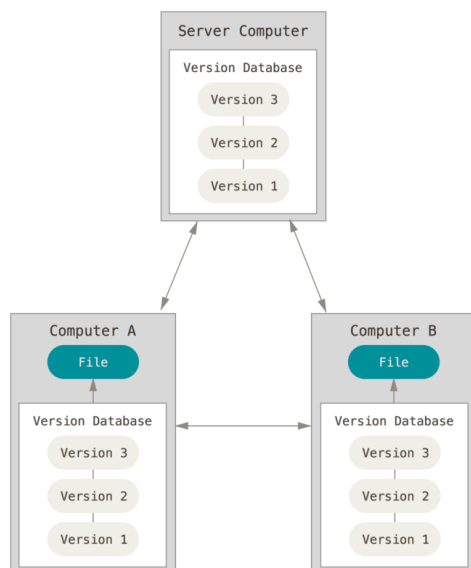 Server Computer
Version Database
Version 3
Version 2
Version 1
Computer A
File
Version Database
Version 3
Version 2
Version 1
Computer B
File
Version Database
Version 3
Version 2
Version 1